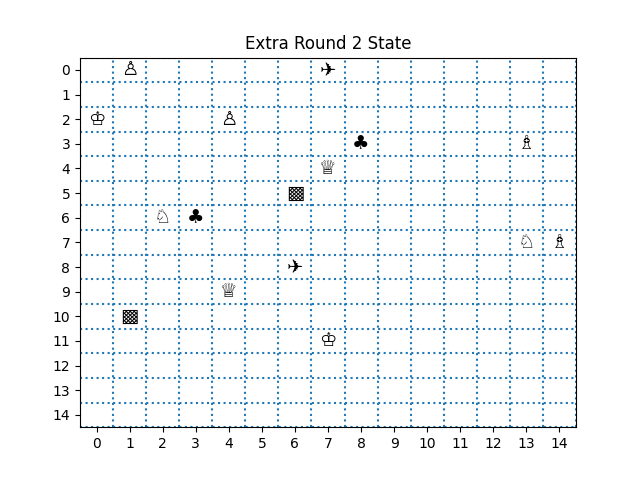 Extra Round 2 State
0 ♙ ✈
1
2 ♔ ♙
3 ♣ ♗
4 ♕
5 ▩
6 ♘ ♣
7 ♘ ♗
8 ✈
9 ♕
10 ▩
11 ♔
12
13
14
0 1 2 3 4 5 6 7 8 9 10 11 12 13 14